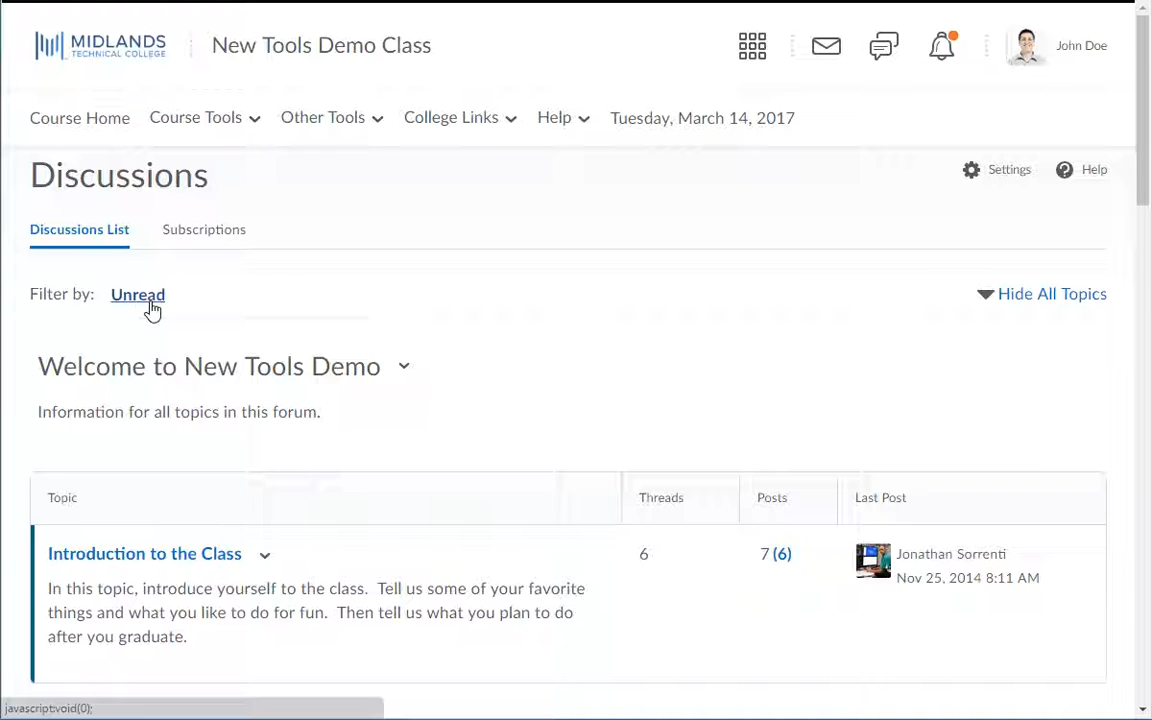 MIDLANDS
TECHNICAL COLLEGE
New Tools Demo Class
John Doe
Course Home
Course Tools
Other Tools
College Links
Help
Tuesday, March 14, 2017
Discussions
Settings
Help
Discussions List
Subscriptions
Filter by: Unread
Hide All Topics
Welcome to New Tools Demo
Information for all topics in this forum.
Topic
Threads
Posts
Last Post
Introduction to the Class
6
7 (6)
Jonathan Sorrenti
Nov 25, 2014 8:11 AM
In this topic, introduce yourself to the class. Tell us some of your favorite
things and what you like to do for fun. Then tell us what you plan to do
after you graduate.
javascript:void(0);